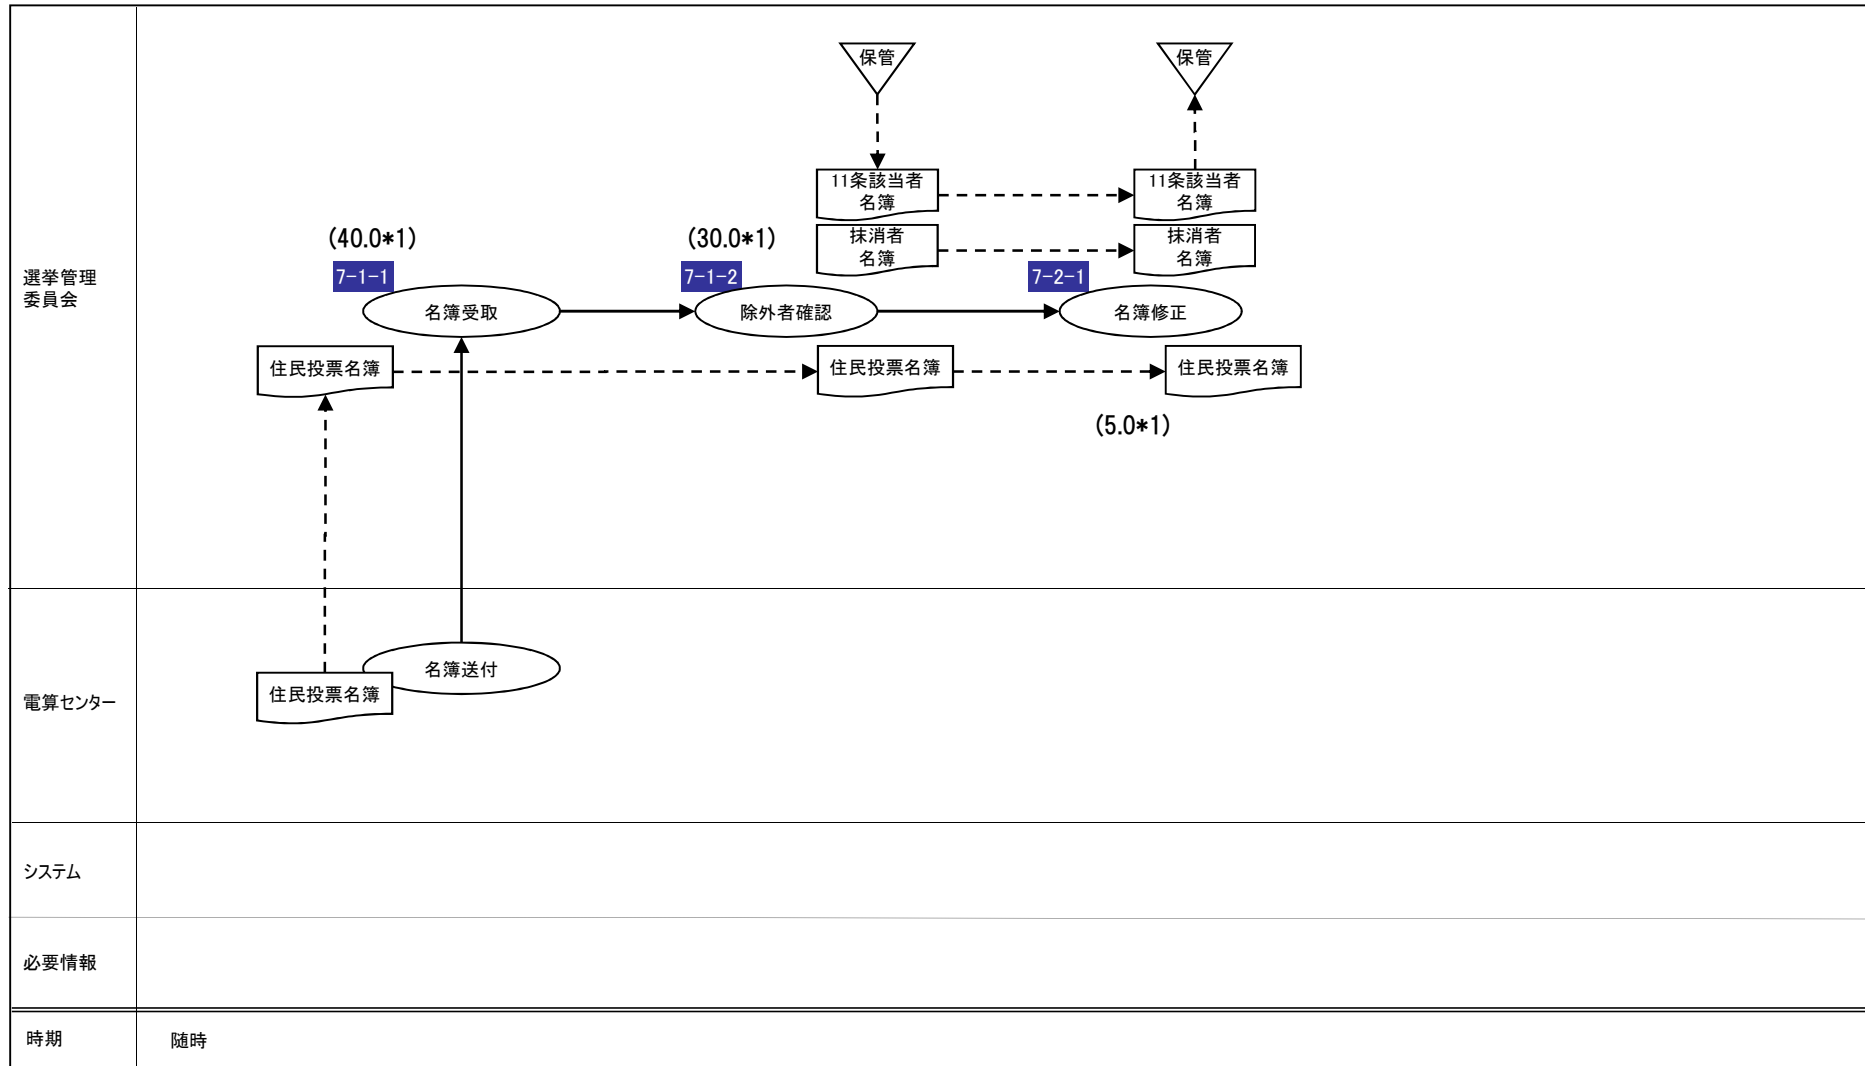 保管
保管
11条該当者
名簿
11条該当者
名簿
抹消者
名簿
抹消者
名簿
(40.0*1)
(30.0*1)
7-1-1
7-1-2
7-2-1
選挙管理
委員会
名簿受取
除外者確認
名簿修正
住民投票名簿
住民投票名簿
住民投票名簿
(5.0*1)
名簿送付
住民投票名簿
電算センター
システム
必要情報
時期
随時